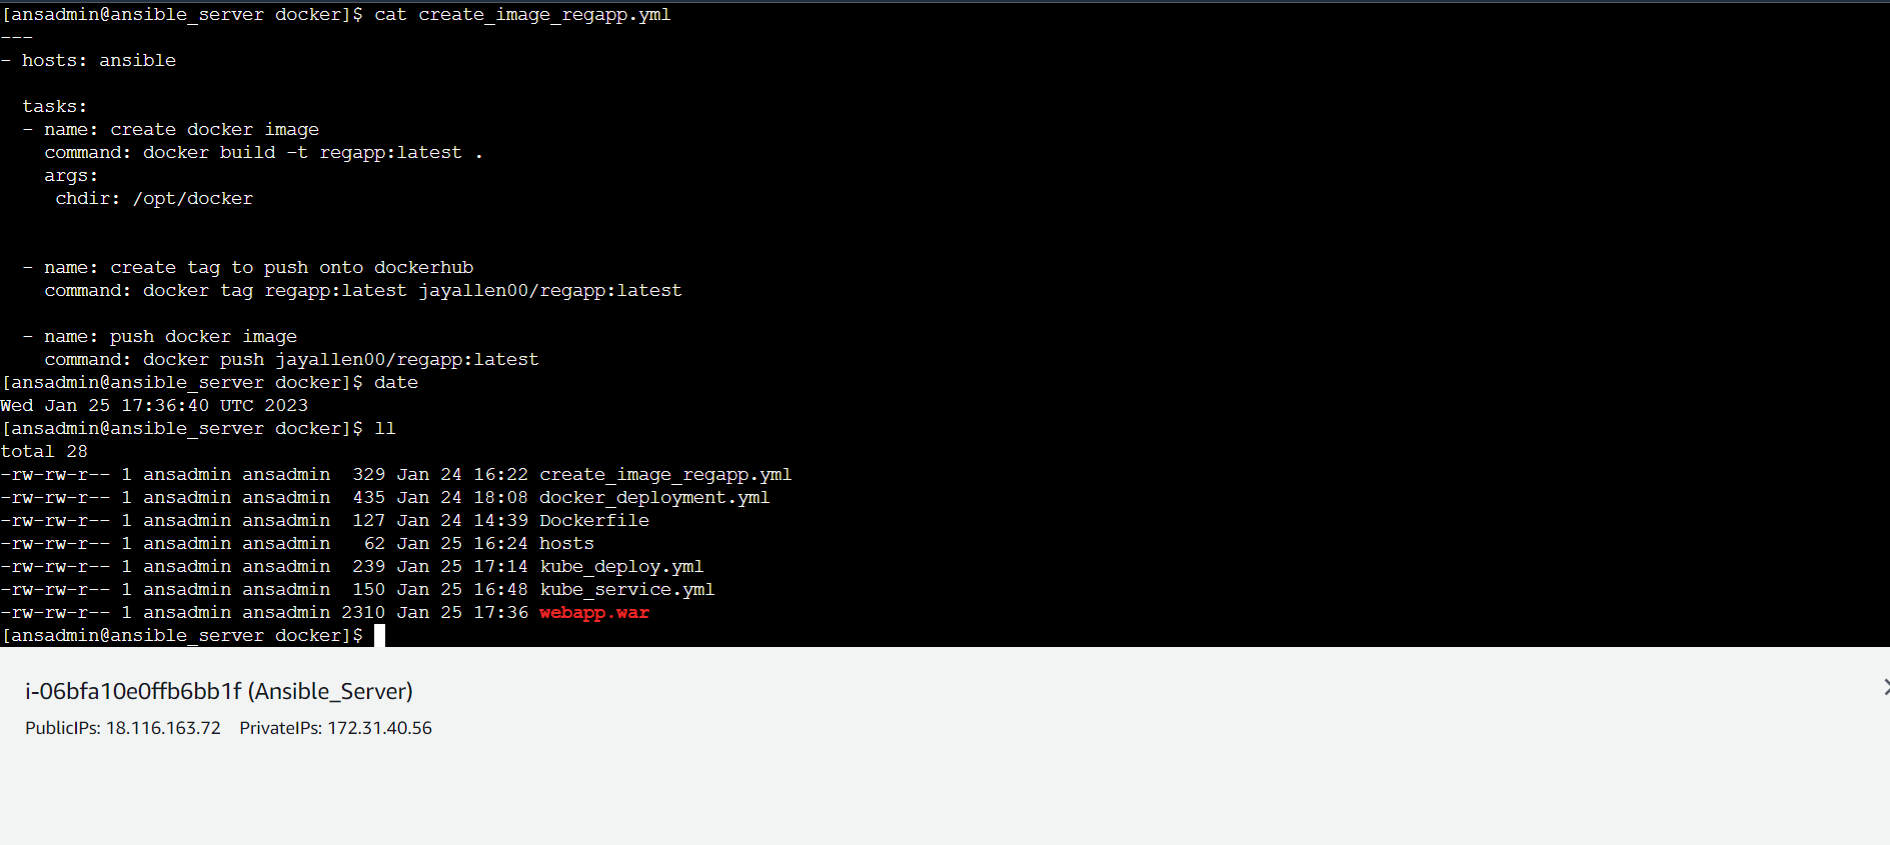 [ansadmin@ansible_server docker]$ cat create_image_regapp.yml
---
- hosts: ansible
  tasks:
  - name: create docker image
    command: docker build -t regapp:latest .
    args:
     chdir: /opt/docker
  - name: create tag to push onto dockerhub
    command: docker tag regapp:latest jayallen00/regapp:latest
  - name: push docker image
    command: docker push jayallen00/regapp:latest
[ansadmin@ansible_server docker]$ date
Wed Jan 25 17:36:40 UTC 2023
[ansadmin@ansible_server docker]$ ll
total 28
-rw-rw-r-- 1 ansadmin ansadmin  329 Jan 24 16:22 create_image_regapp.yml
-rw-rw-r-- 1 ansadmin ansadmin  435 Jan 24 18:08 docker_deployment.yml
-rw-rw-r-- 1 ansadmin ansadmin  127 Jan 24 14:39 Dockerfile
-rw-rw-r-- 1 ansadmin ansadmin   62 Jan 25 16:24 hosts
-rw-rw-r-- 1 ansadmin ansadmin  239 Jan 25 17:14 kube_deploy.yml
-rw-rw-r-- 1 ansadmin ansadmin  150 Jan 25 16:48 kube_service.yml
-rw-rw-r-- 1 ansadmin ansadmin 2310 Jan 25 17:36 webapp.war
[ansadmin@ansible_server docker]$
i-06bfa10e0ffb6bb1f (Ansible_Server)
PublicIPs: 18.116.163.72    PrivateIPs: 172.31.40.56